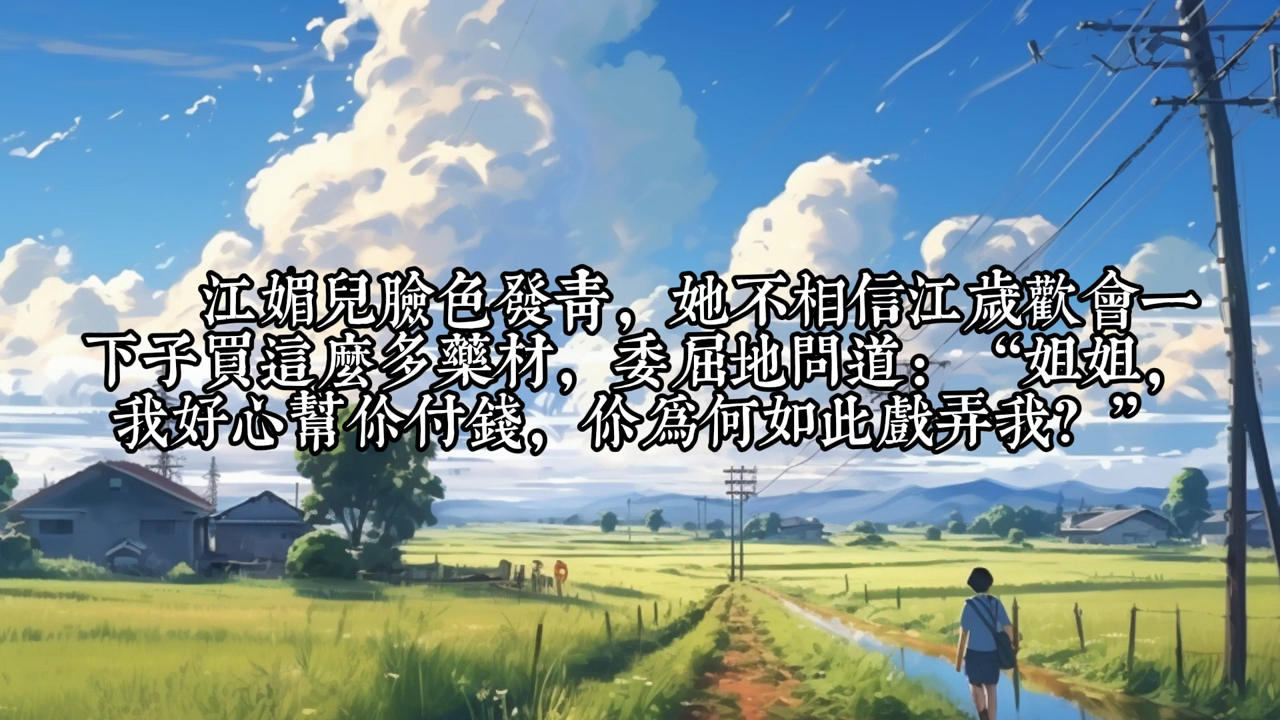 江媚兒臉色發青，她不相信江歲歡會一
下子買這麼多藥材，委屈地問道：“姐姐，
我好心幫你付錢，你爲何如此戲弄我？”